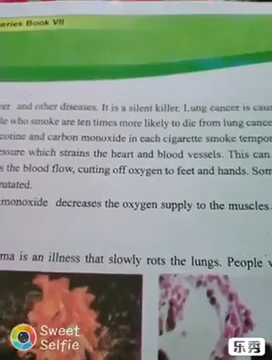 eries Book VII
er and other diseases. It is a silent killer. Lung cancer is caus
le who smoke are ten times more likely to die from lung cance
cotine and carbon monoxide in each cigarette smoke tempor
essure which strains the heart and blood vessels. This can
s the blood flow, cutting off oxygen to feet and hands. Som
utated.
monoxide decreases the oxygen supply to the muscles
ma is an illness that slowly rots the lungs. People
Sweet
Selfie
乐秀